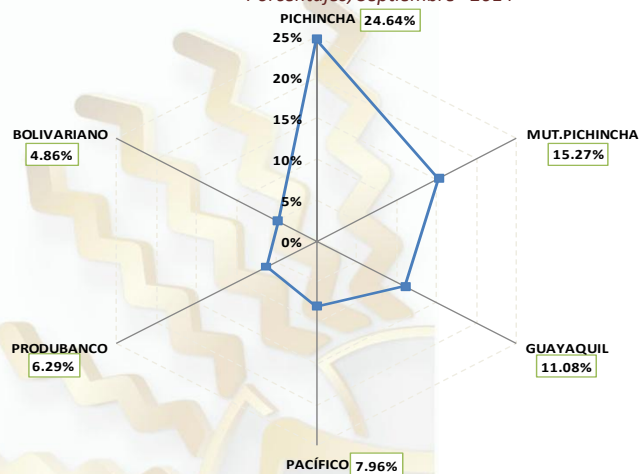 PICHINCHA 24.64%
25%
20%
15%
10%
5%
0%
MUT.PICHINCHA
15.27%
GUAYAQUIL
11.08%
PACÍFICO 7.96%
PRODUBANCO
6.29%
BOLIVARIANO
4.86%